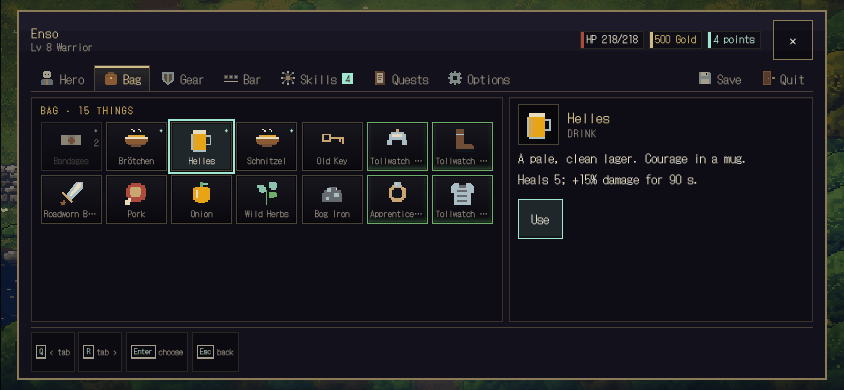 Enso
Lv 8 Warrior
HP 218/218
500 Gold
4 points
×
Hero
Bag
Gear
Bar
Skills 4
Quests
Options
Save
Quit
BAG · 15 THINGS
2
Bandages
Brötchen
Helles
Schnitzel
Old Key
Tollwatch ⋯
Tollwatch ⋯
Roadworn B⋯
Pork
Onion
Wild Herbs
Bog Iron
Apprentice⋯
Tollwatch ⋯
Helles
DRINK
A pale, clean lager. Courage in a mug.
Heals 5; +15% damage for 90 s.
Use
Q < tab
R tab >
Enter choose
Esc back